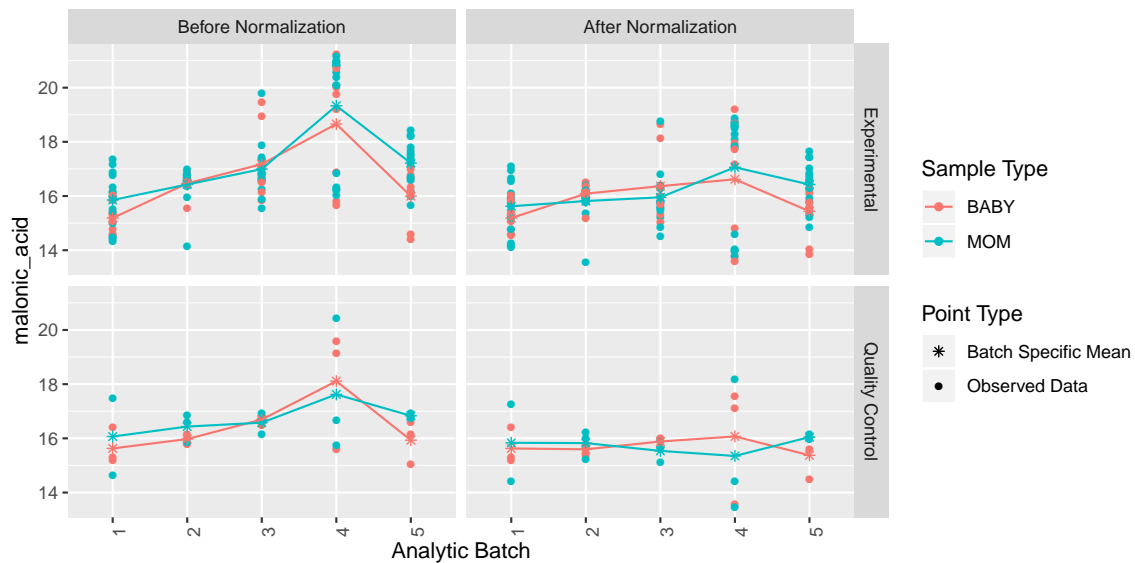 Before Normalization
After Normalization
malonic_acid
20
18
16
14
Experimental
20
18
16
14
Quality Control
1
2
3
4
5
1
2
3
4
5
Analytic Batch
Sample Type
BABY
MOM
Point Type
Batch Specific Mean
Observed Data